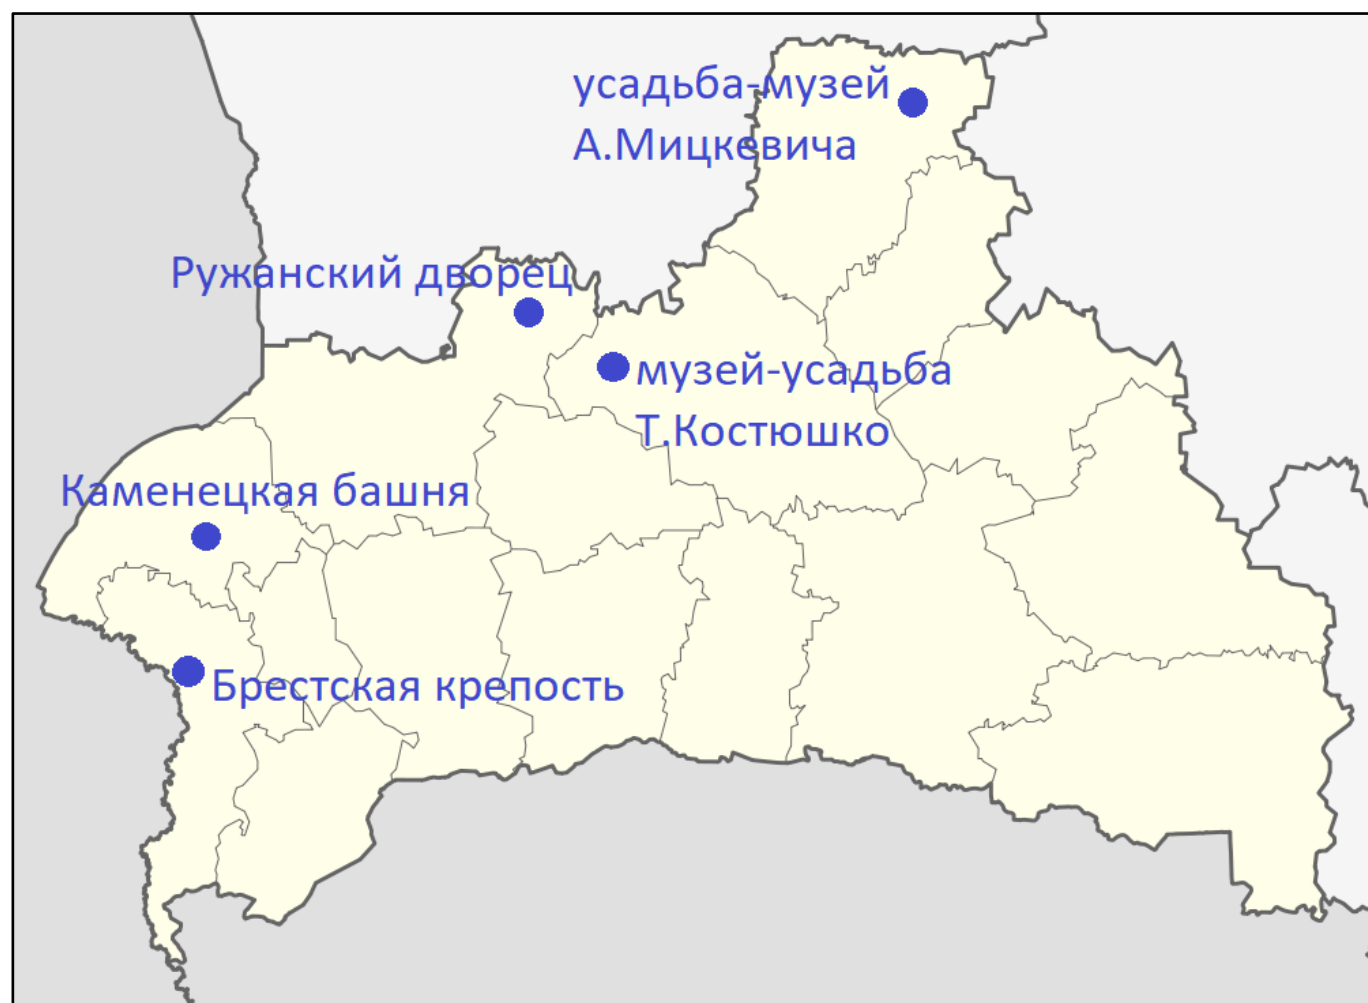 усадьба-музей
А.Мицкевича
Ружанский дворец
музей-усадьба
Т.Костюшко
Каменецкая башня
Брестская крепость